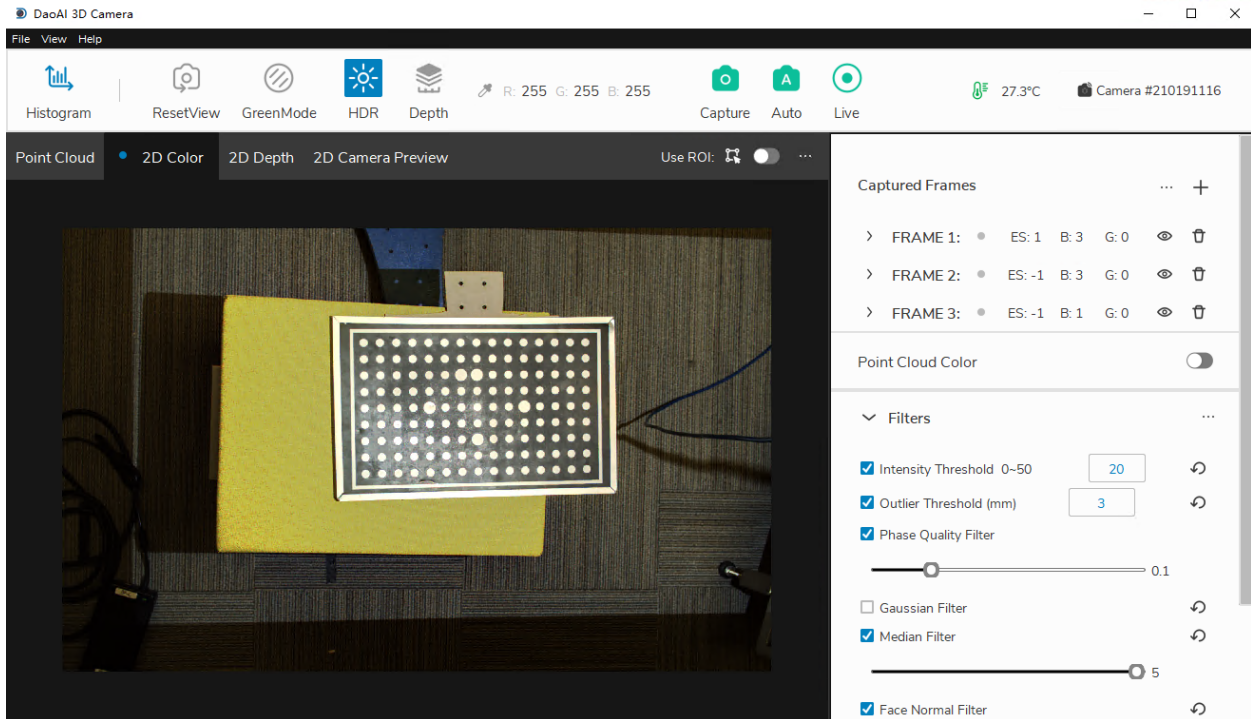 DaoAI 3D Camera
File View Help
Histogram ResetView GreenMode HDR Depth R: 255 G: 255 B: 255 Capture Auto Live 27.3°C Camera #210191116
Point Cloud 2D Color 2D Depth 2D Camera Preview Use ROI: ...
Captured Frames ...
FRAME 1: ES: 1 B: 3 G: 0
FRAME 2: ES: -1 B: 3 G: 0
FRAME 3: ES: -1 B: 1 G: 0
Point Cloud Color
Filters ...
Intensity Threshold 0~50 20
Outlier Threshold (mm) 3
Phase Quality Filter
0.1
Gaussian Filter
Median Filter
5
Face Normal Filter